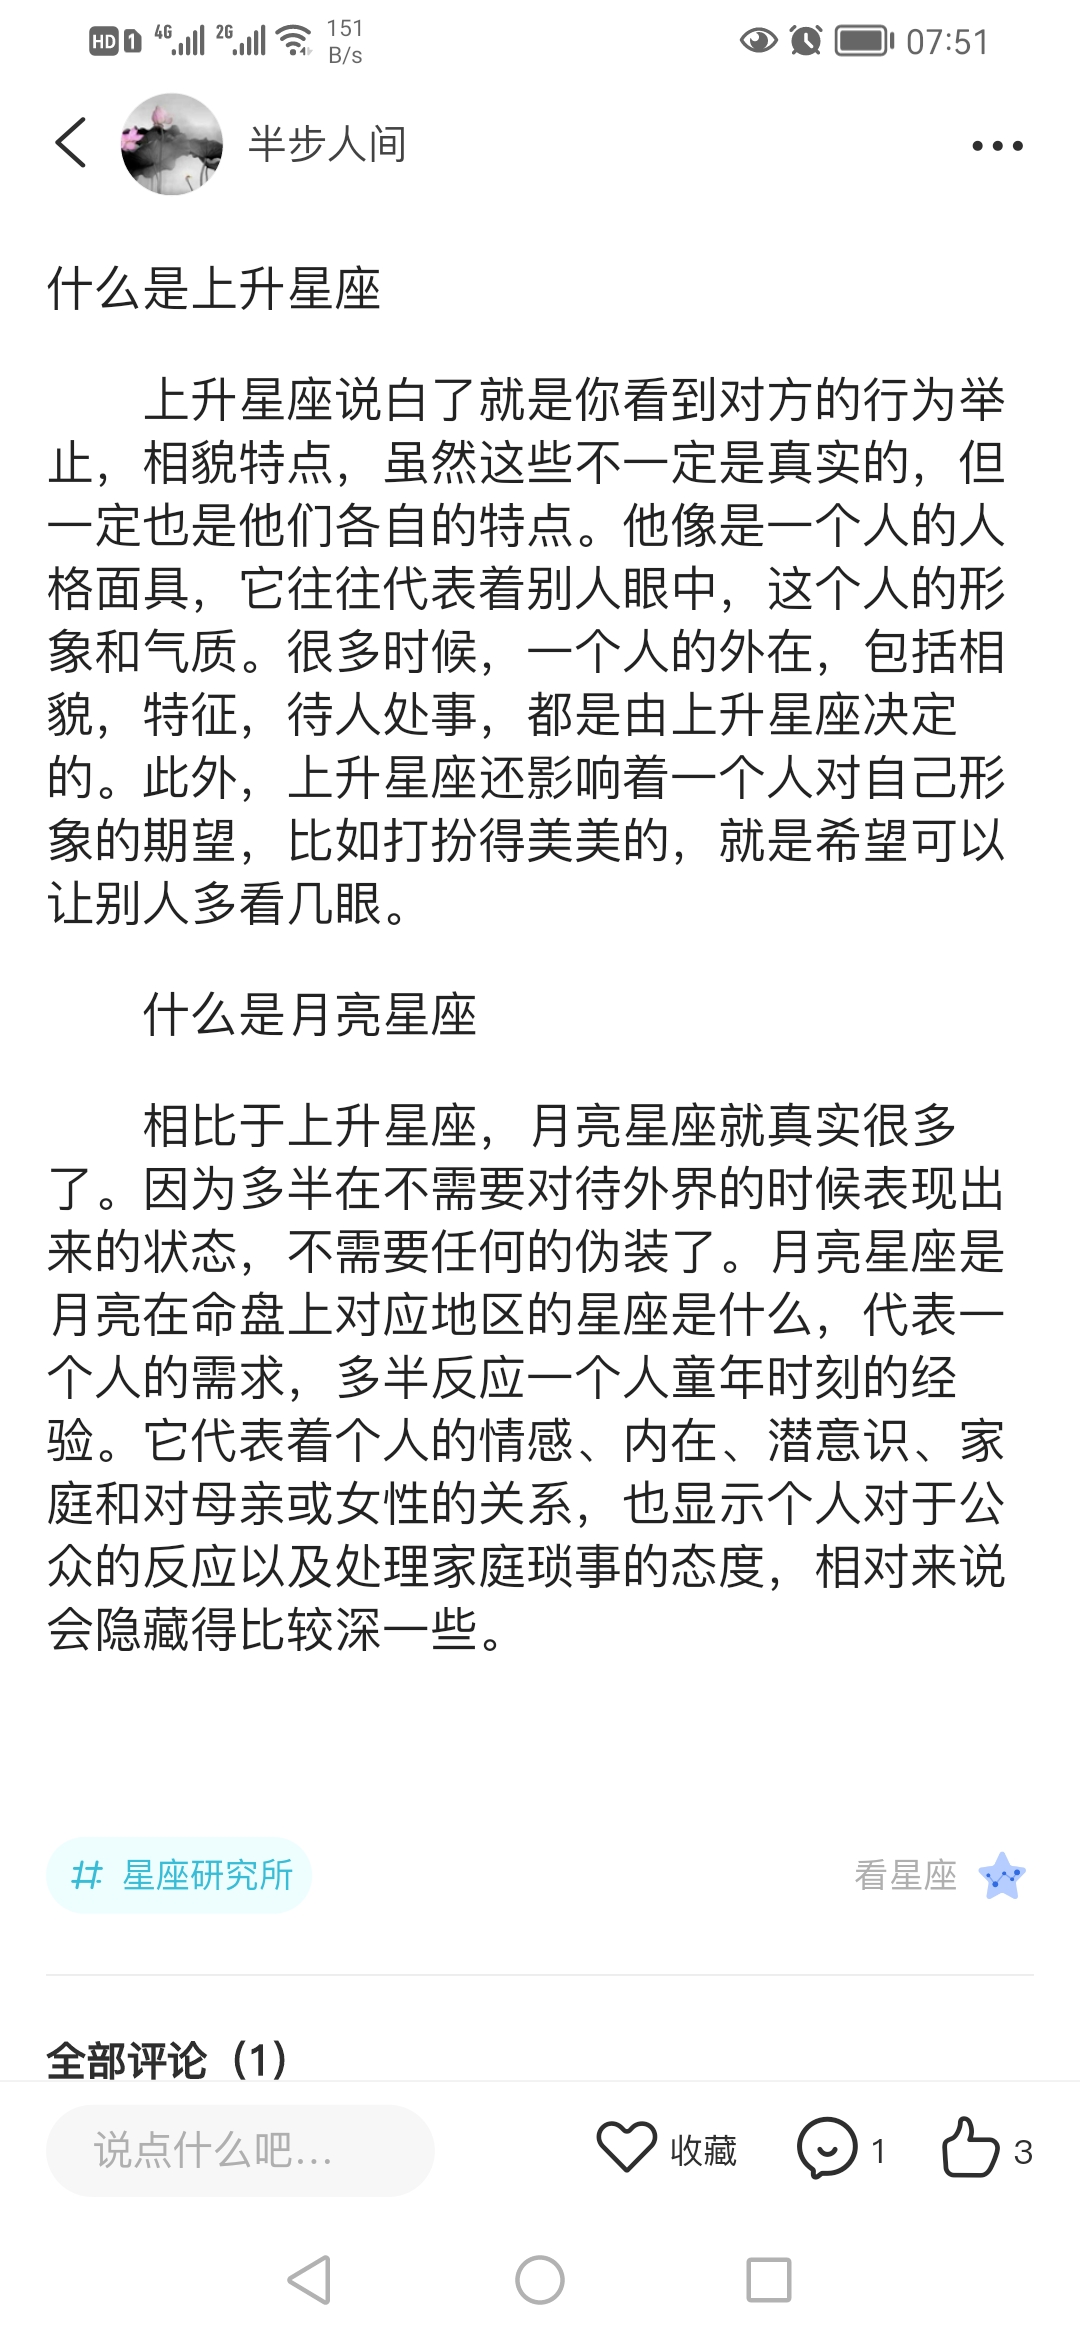 HD 1 4G 2G 151 B/s 07:51
半步人间
什么是上升星座
上升星座说白了就是你看到对方的行为举
止，相貌特点，虽然这些不一定是真实的，但
一定也是他们各自的特点。他像是一个人的人
格面具，它往往代表着别人眼中，这个人的形
象和气质。很多时候，一个人的外在，包括相
貌，特征，待人处事，都是由上升星座决定
的。此外，上升星座还影响着一个人对自己形
象的期望，比如打扮得美美的，就是希望可以
让别人多看几眼。
什么是月亮星座
相比于上升星座，月亮星座就真实很多
了。因为多半在不需要对待外界的时候表现出
来的状态，不需要任何的伪装了。月亮星座是
月亮在命盘上对应地区的星座是什么，代表一
个人的需求，多半反应一个人童年时刻的经
验。它代表着个人的情感、内在、潜意识、家
庭和对母亲或女性的关系，也显示个人对于公
众的反应以及处理家庭琐事的态度，相对来说
会隐藏得比较深一些。
# 星座研究所 看星座
全部评论（1）
说点什么吧... 收藏 1 3